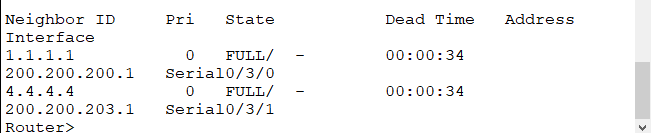 Neighbor ID     Pri   State           Dead Time   Address
Interface
1.1.1.1           0   FULL/  -        00:00:34
200.200.200.1   Serial0/3/0
4.4.4.4           0   FULL/  -        00:00:34
200.200.203.1   Serial0/3/1
Router>